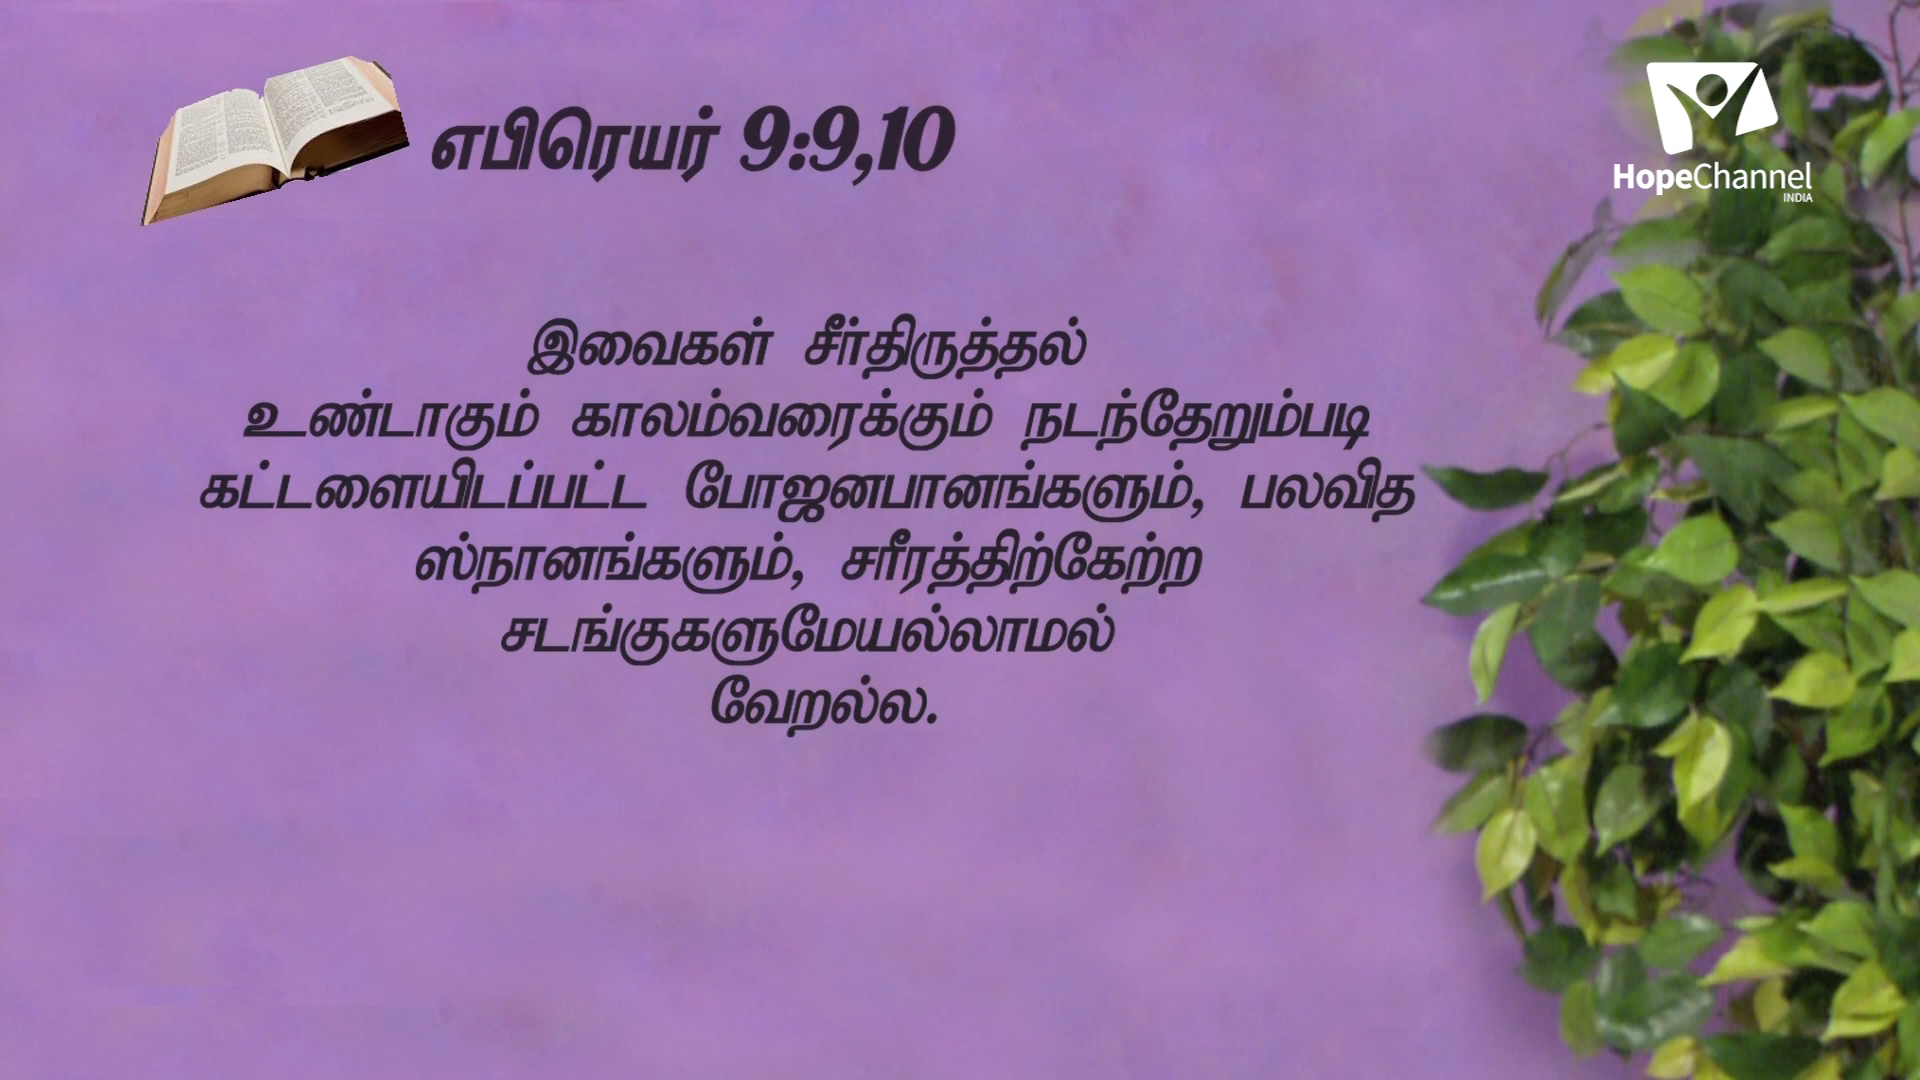 எபிரெயர் 9:9,10
HopeChannel
INDIA
இவைகள் சீர்திருத்தல்
உண்டாகும் காலம்வரைக்கும் நடந்தேறும்படி
கட்டளையிடப்பட்ட போஜனபானங்களும், பலவித
ஸ்நானங்களும், சரீரத்திற்கேற்ற
சடங்குகளுமேயல்லாமல்
வேறல்ல.